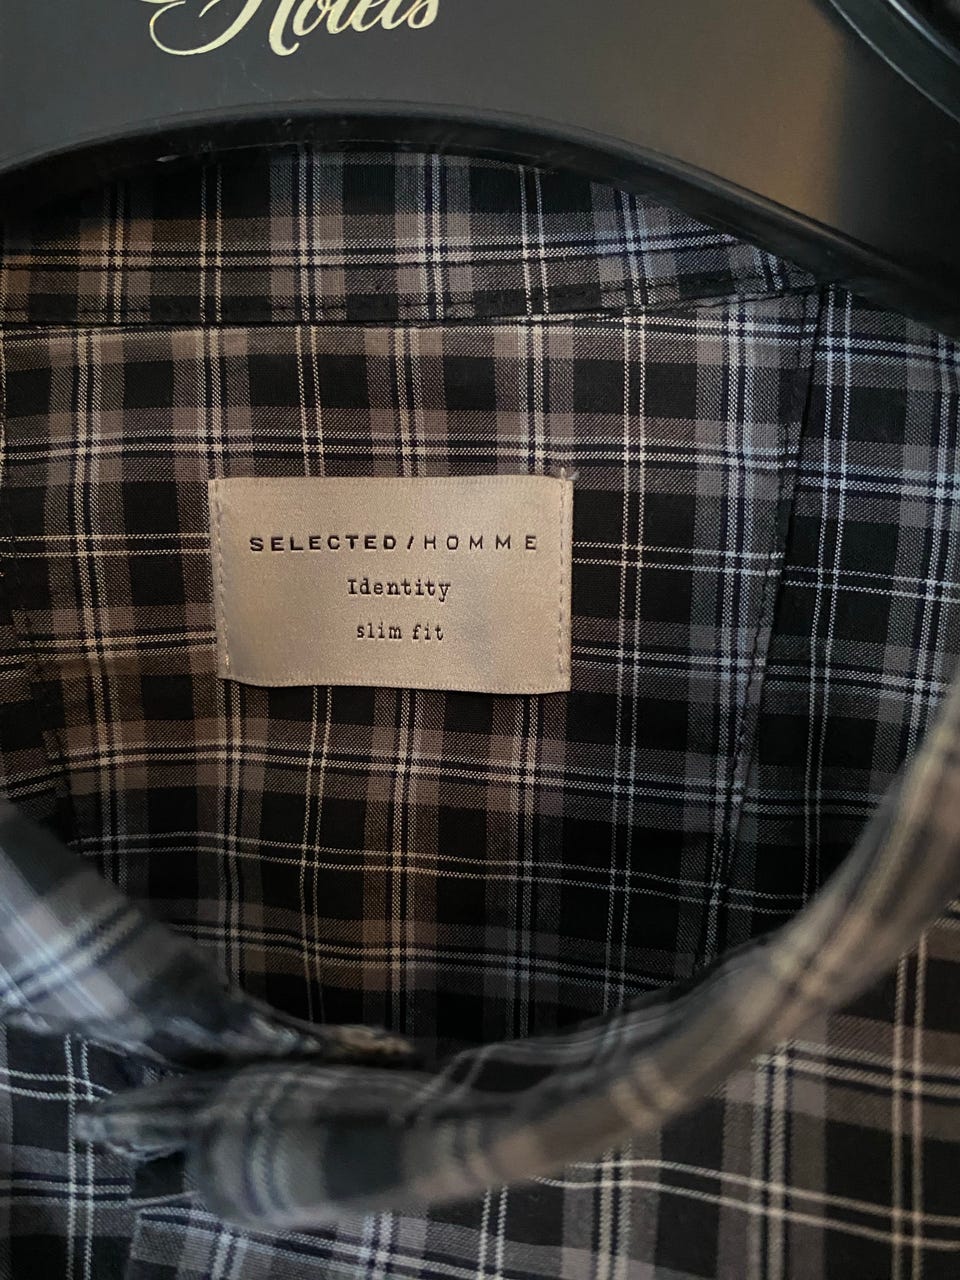 Hotels
SELECTED/HOMME
Identity
slim fit